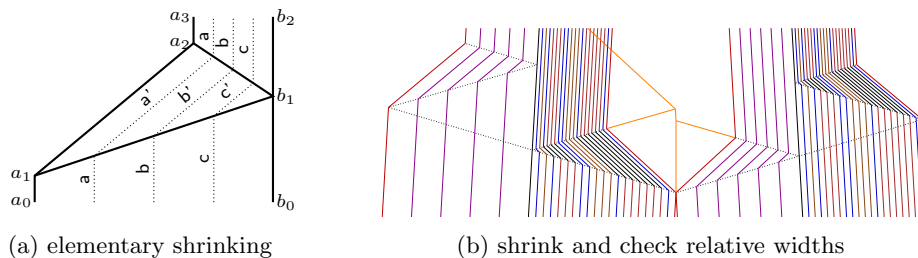 a₃ b₂
a₂ a b c
a' b' c'
b₁
a₁ a b c
a₀ b₀
(a) elementary shrinking
(b) shrink and check relative widths